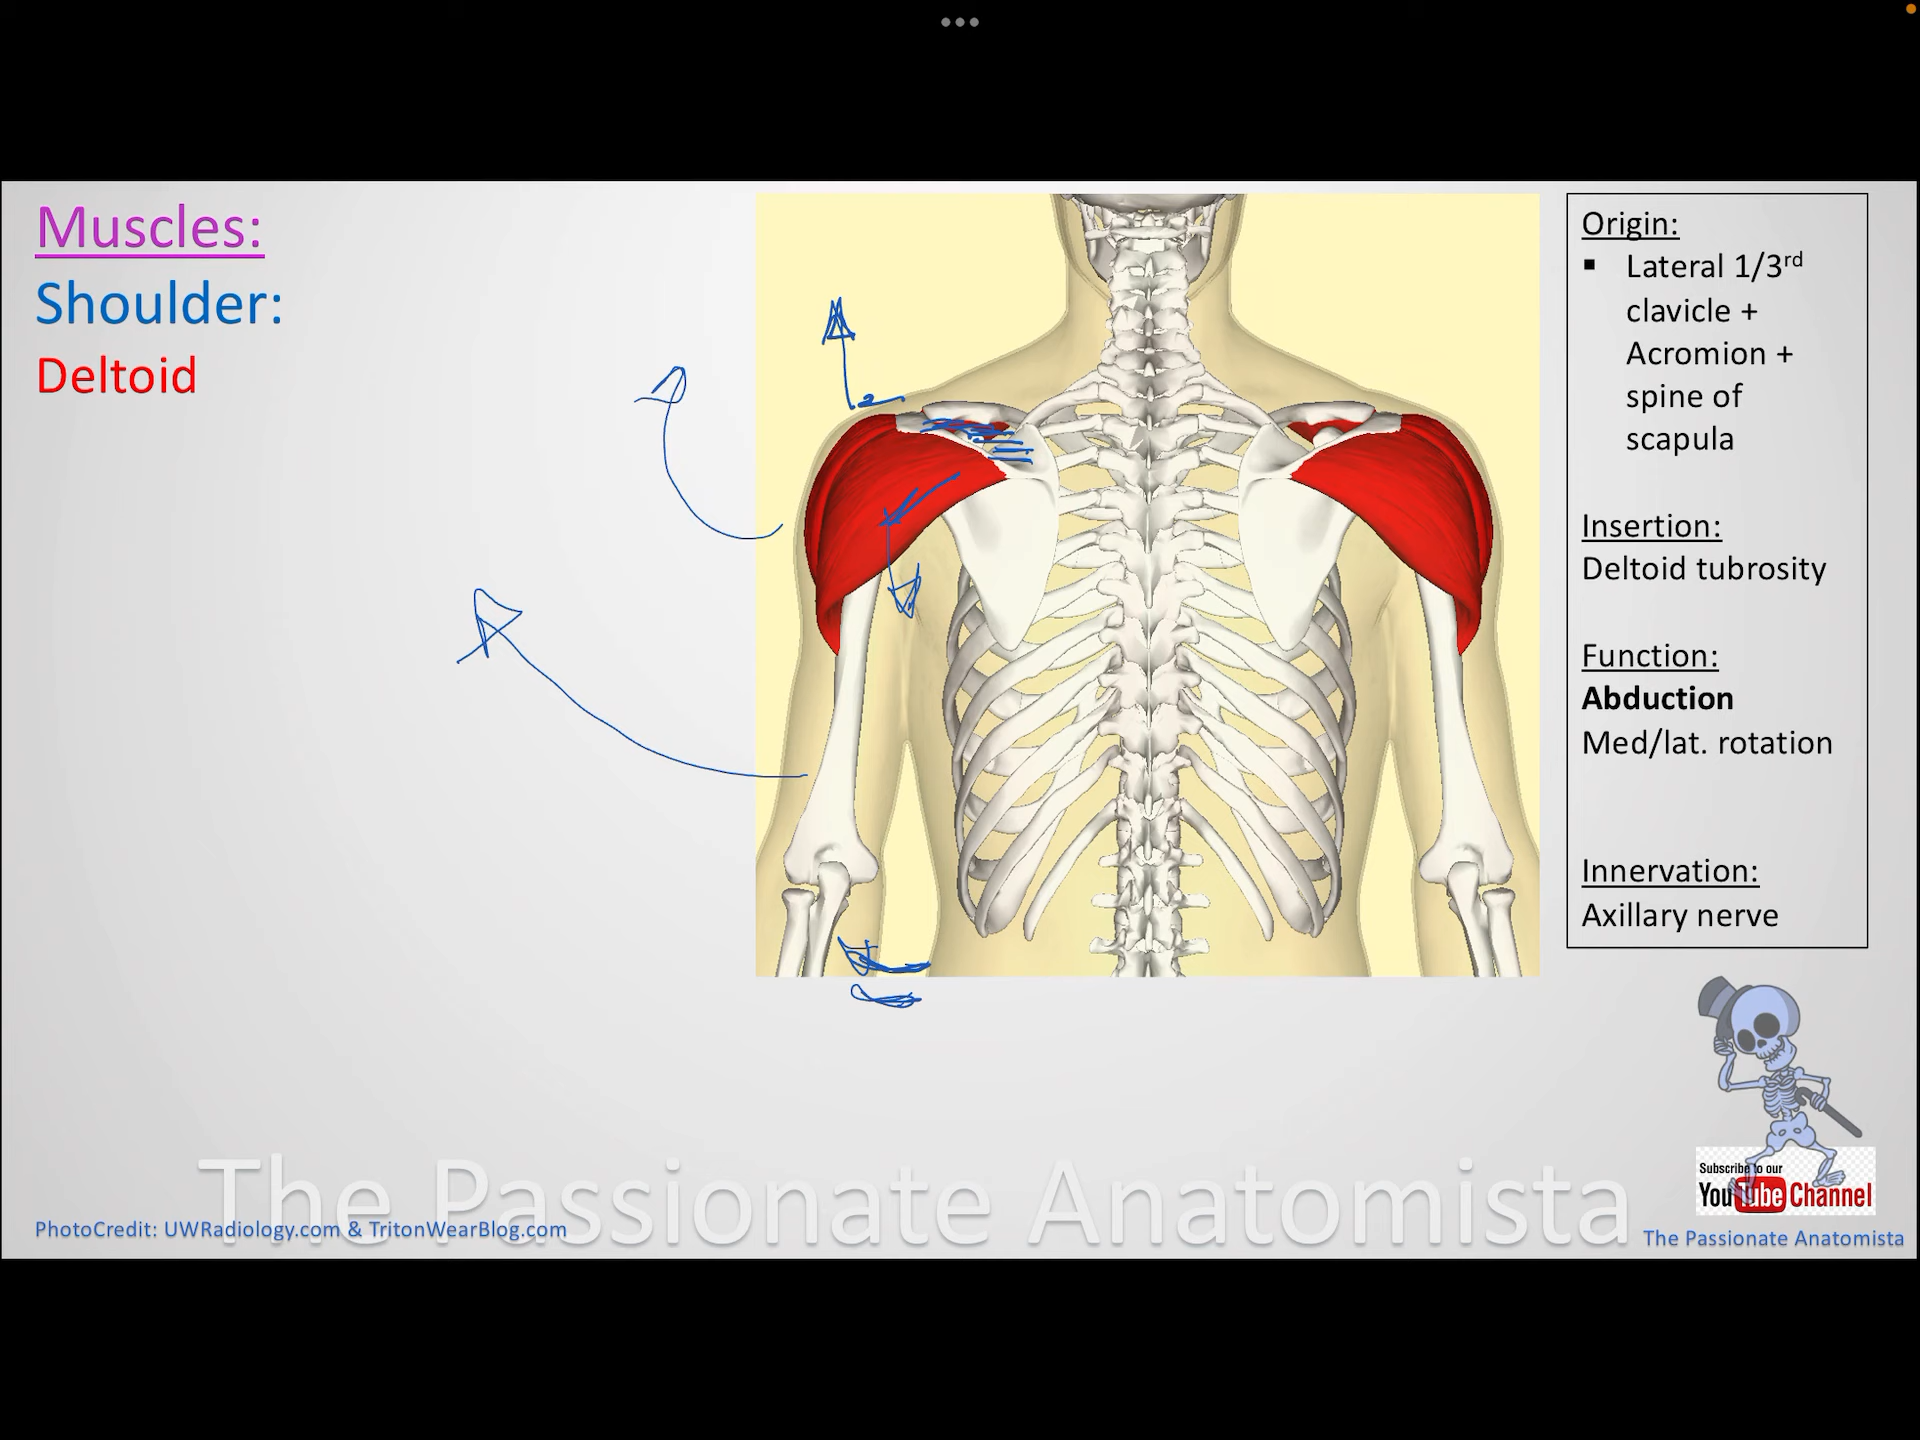 Muscles:
Shoulder:
Deltoid
Origin:
▪ Lateral 1/3rd
clavicle +
Acromion +
spine of
scapula
Insertion:
Deltoid tubrosity
Function:
Abduction
Med/lat. rotation
Innervation:
Axillary nerve
Subscribe to our
YouTube Channel
The Passionate Anatomista
PhotoCredit: UWRadiology.com & TritonWearBlog.com
The Passionate Anatomista